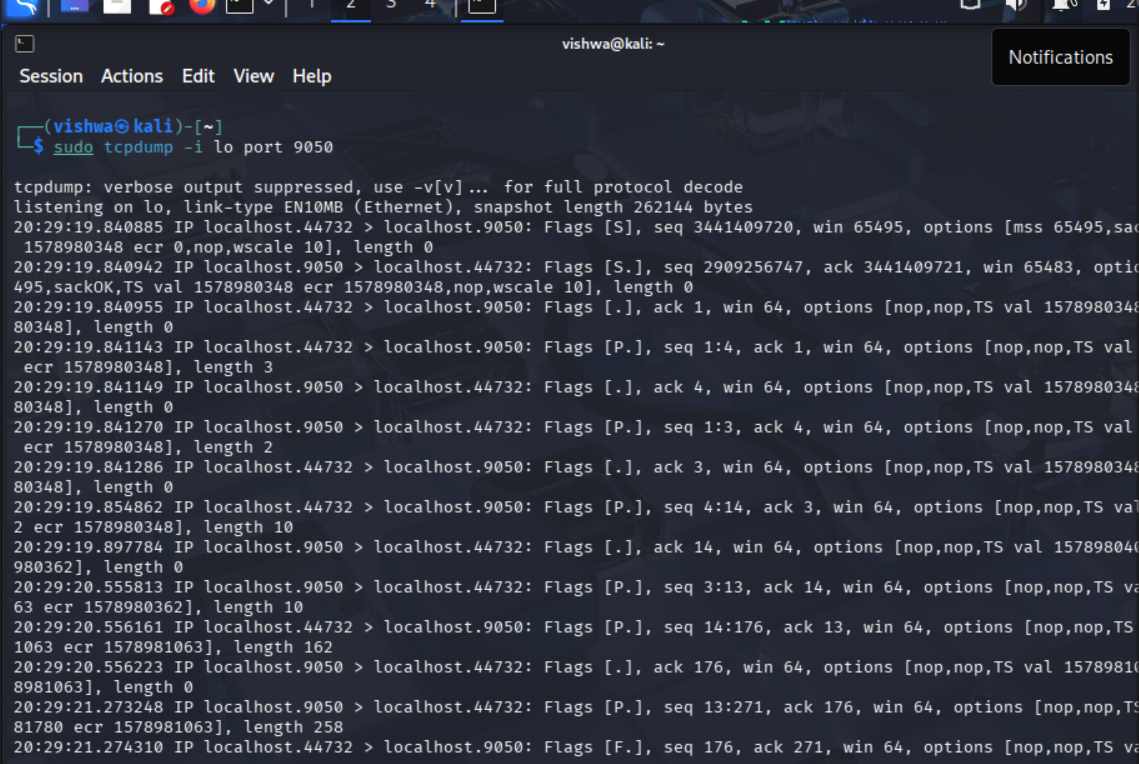 1 2 3 4
vishwa@kali: ~
Notifications
Session Actions Edit View Help
(vishwa㉿kali)-[~]
$ sudo tcpdump -i lo port 9050
tcpdump: verbose output suppressed, use -v[v]... for full protocol decode
listening on lo, link-type EN10MB (Ethernet), snapshot length 262144 bytes
20:29:19.840885 IP localhost.44732 > localhost.9050: Flags [S], seq 3441409720, win 65495, options [mss 65495,sac
1578980348 ecr 0,nop,wscale 10], length 0
20:29:19.840942 IP localhost.9050 > localhost.44732: Flags [S.], seq 2909256747, ack 3441409721, win 65483, optio
495,sackOK,TS val 1578980348 ecr 1578980348,nop,wscale 10], length 0
20:29:19.840955 IP localhost.44732 > localhost.9050: Flags [.], ack 1, win 64, options [nop,nop,TS val 1578980348
80348], length 0
20:29:19.841143 IP localhost.44732 > localhost.9050: Flags [P.], seq 1:4, ack 1, win 64, options [nop,nop,TS val
ecr 1578980348], length 3
20:29:19.841149 IP localhost.9050 > localhost.44732: Flags [.], ack 4, win 64, options [nop,nop,TS val 1578980348
80348], length 0
20:29:19.841270 IP localhost.9050 > localhost.44732: Flags [P.], seq 1:3, ack 4, win 64, options [nop,nop,TS val
ecr 1578980348], length 2
20:29:19.841286 IP localhost.44732 > localhost.9050: Flags [.], ack 3, win 64, options [nop,nop,TS val 1578980348
80348], length 0
20:29:19.854862 IP localhost.44732 > localhost.9050: Flags [P.], seq 4:14, ack 3, win 64, options [nop,nop,TS val
2 ecr 1578980348], length 10
20:29:19.897784 IP localhost.9050 > localhost.44732: Flags [.], ack 14, win 64, options [nop,nop,TS val 157898040
980362], length 0
20:29:20.555813 IP localhost.9050 > localhost.44732: Flags [P.], seq 3:13, ack 14, win 64, options [nop,nop,TS va
63 ecr 1578980362], length 10
20:29:20.556161 IP localhost.44732 > localhost.9050: Flags [P.], seq 14:176, ack 13, win 64, options [nop,nop,TS
1063 ecr 1578981063], length 162
20:29:20.556223 IP localhost.9050 > localhost.44732: Flags [.], ack 176, win 64, options [nop,nop,TS val 15789810
8981063], length 0
20:29:21.273248 IP localhost.9050 > localhost.44732: Flags [P.], seq 13:271, ack 176, win 64, options [nop,nop,TS
81780 ecr 1578981063], length 258
20:29:21.274310 IP localhost.44732 > localhost.9050: Flags [F.], seq 176, ack 271, win 64, options [nop,nop,TS va